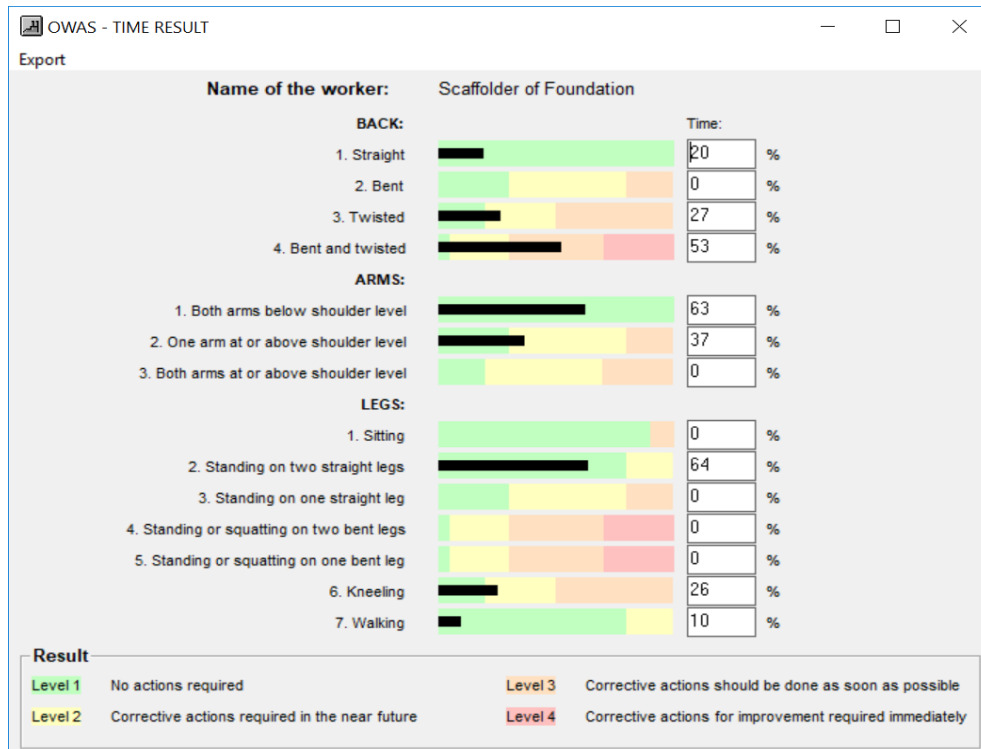 OWAS - TIME RESULT
Export
Name of the worker: Scaffolder of Foundation
BACK: Time:
1. Straight 20 %
2. Bent 0 %
3. Twisted 27 %
4. Bent and twisted 53 %
ARMS:
1. Both arms below shoulder level 63 %
2. One arm at or above shoulder level 37 %
3. Both arms at or above shoulder level 0 %
LEGS:
1. Sitting 0 %
2. Standing on two straight legs 64 %
3. Standing on one straight leg 0 %
4. Standing or squatting on two bent legs 0 %
5. Standing or squatting on one bent leg 0 %
6. Kneeling 26 %
7. Walking 10 %
Result
Level 1 No actions required Level 3 Corrective actions should be done as soon as possible
Level 2 Corrective actions required in the near future Level 4 Corrective actions for improvement required immediately